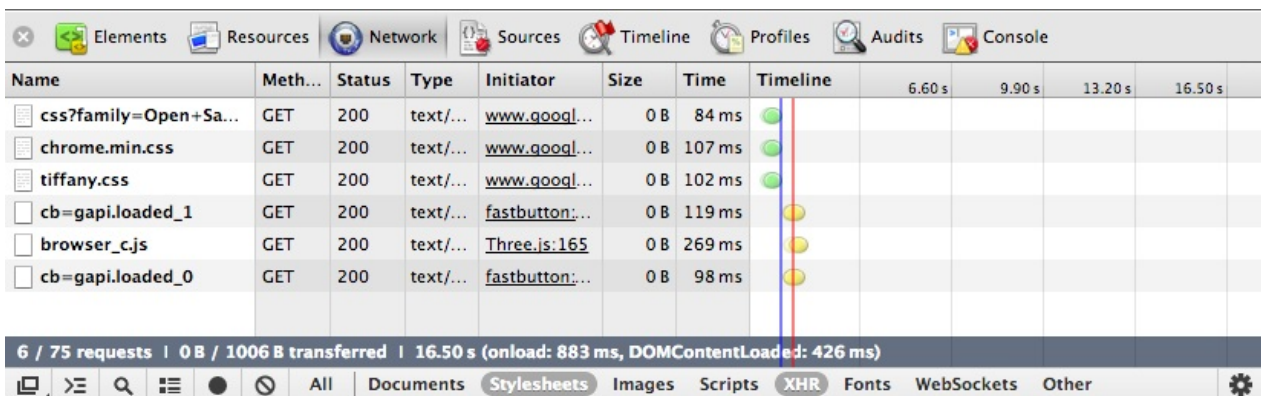 Elements Resources Network Sources Timeline Profiles Audits Console
Name Meth... Status Type Initiator Size Time Timeline 6.60 s 9.90 s 13.20 s 16.50 s
css?family=Open+Sa... GET 200 text/... www.googl... 0 B 84 ms
chrome.min.css GET 200 text/... www.googl... 0 B 107 ms
tiffany.css GET 200 text/... www.googl... 0 B 102 ms
cb=gapi.loaded_1 GET 200 text/... fastbutton:... 0 B 119 ms
browser_c.js GET 200 text/... Three.js:165 0 B 269 ms
cb=gapi.loaded_0 GET 200 text/... fastbutton:... 0 B 98 ms
6 / 75 requests | 0 B / 1006 B transferred | 16.50 s (onload: 883 ms, DOMContentLoaded: 426 ms)
All Documents Stylesheets Images Scripts XHR Fonts WebSockets Other